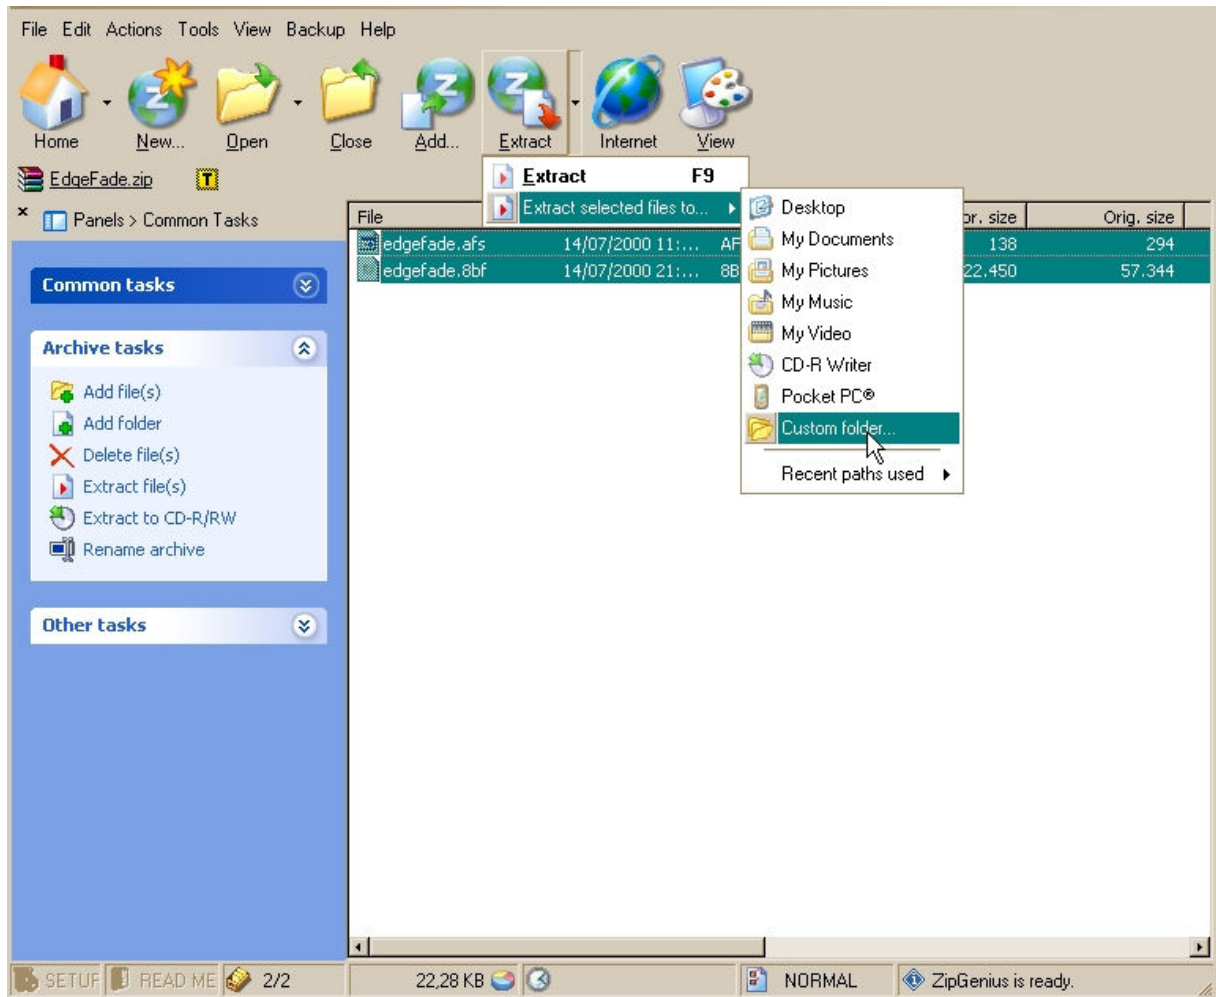 File Edit Actions Tools View Backup Help
Home New... Open Close Add... Extract Internet View
EdgeFade.zip T
Extract F9
Extract selected files to...
Panels > Common Tasks
File or. size Orig. size
edgefade.afs 14/07/2000 11:... AF 138 294
edgefade.8bf 14/07/2000 21:... 8B 22.450 57.344
Desktop
My Documents
My Pictures
My Music
My Video
CD-R Writer
Pocket PC®
Custom folder...
Recent paths used
Common tasks
Archive tasks
Add file(s)
Add folder
Delete file(s)
Extract file(s)
Extract to CD-R/RW
Rename archive
Other tasks
SETUP READ ME 2/2 22,28 KB NORMAL ZipGenius is ready.